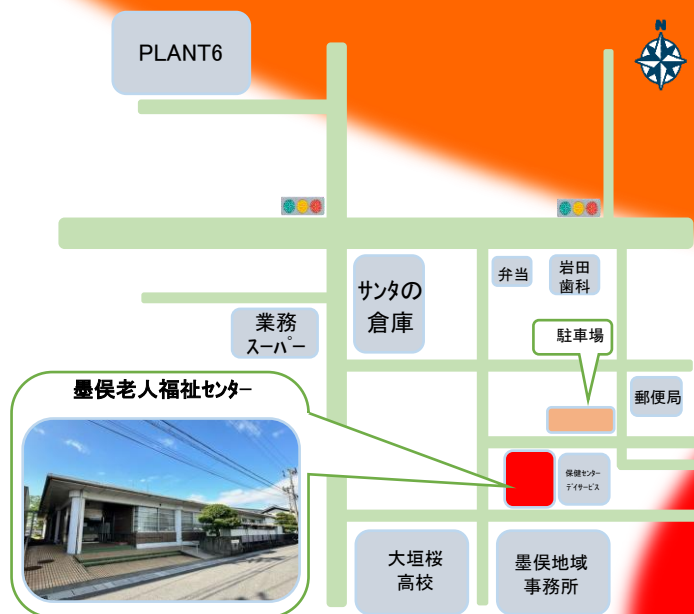 PLANT6
N
弁当
岩田
歯科
サンタの
倉庫
業務
スーパー
駐車場
墨俣老人福祉センター
郵便局
保健センター
デイサービス
大垣桜
高校
墨俣地域
事務所